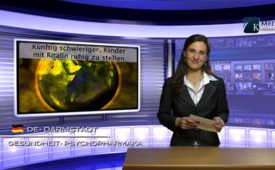 Künftig schwieriger, Kinder
mit Ritalin ruhig zu stellen.
DE- DARMSTADT
GESUNDHEIT- PSYCHOPHARMAKA